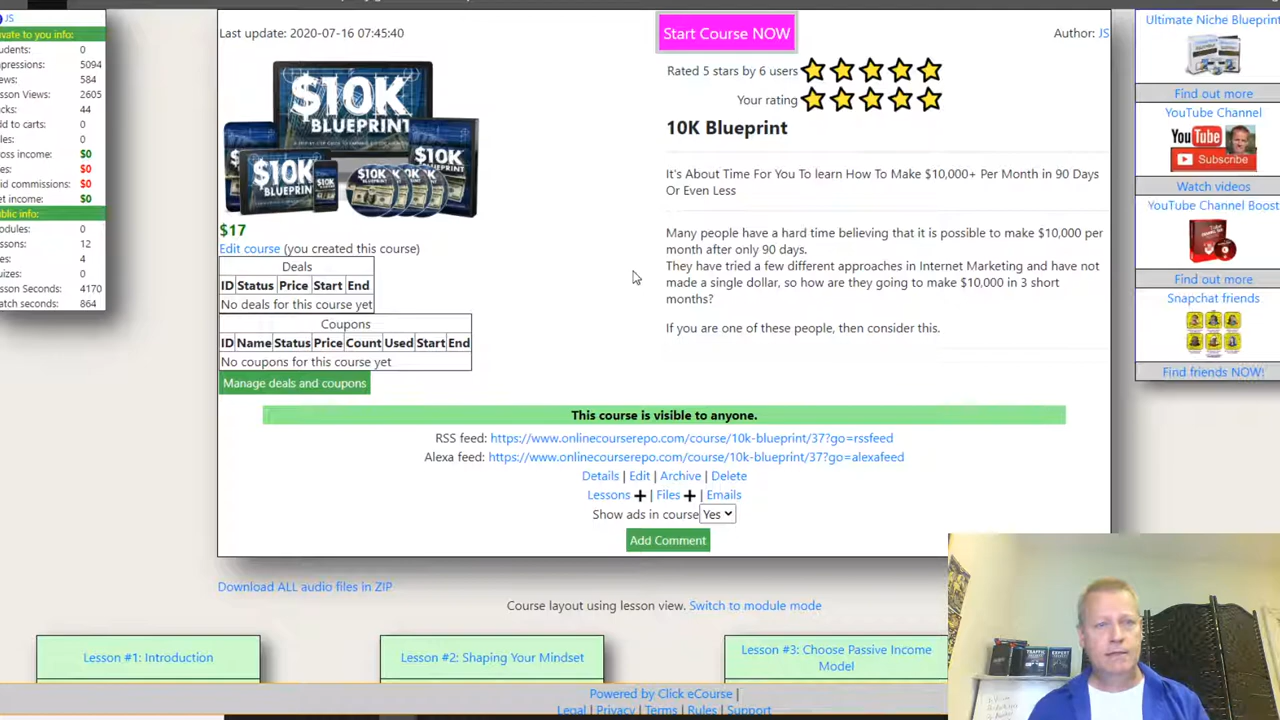 JS
Last update: 2020-07-16 07:45:40
Start Course NOW
Author: JS
ivate to you info:
udents: 0
pressions: 5094
ews: 584
sson Views: 2605
cks: 44
dd to carts: 0
les: 0
oss income: $0
es: $0
id commissions: $0
et income: $0
blic info:
odules: 0
ssons: 12
es: 4
izes: 0
sson Seconds: 4170
atch seconds: 864
$10K
BLUEPRINT
$10K
BLUEPRINT
$10K
BLUEPRINT
$10K
$17
Edit course (you created this course)
Deals
ID Status Price Start End
No deals for this course yet
Coupons
ID Name Status Price Count Used Start End
No coupons for this course yet
Manage deals and coupons
Rated 5 stars by 6 users
Your rating
10K Blueprint
It's About Time For You To learn How To Make $10,000+ Per Month in 90 Days
Or Even Less
Many people have a hard time believing that it is possible to make $10,000 per
month after only 90 days.
They have tried a few different approaches in Internet Marketing and have not
made a single dollar, so how are they going to make $10,000 in 3 short
months?
If you are one of these people, then consider this.
This course is visible to anyone.
RSS feed: https://www.onlinecourserepo.com/course/10k-blueprint/37?go=rssfeed
Alexa feed: https://www.onlinecourserepo.com/course/10k-blueprint/37?go=alexafeed
Details | Edit | Archive | Delete
Lessons + | Files + | Emails
Show ads in course Yes
Add Comment
Download ALL audio files in ZIP
Course layout using lesson view. Switch to module mode
Lesson #1: Introduction
Lesson #2: Shaping Your Mindset
Lesson #3: Choose Passive Income
Model
Powered by Click eCourse |
Legal | Privacy | Terms | Rules | Support
Ultimate Niche Blueprint
Find out more
YouTube Channel
YouTube
Subscribe
Watch videos
YouTube Channel Boost
Find out more
Snapchat friends
Find friends NOW!
TRAFFIC
EXPERT